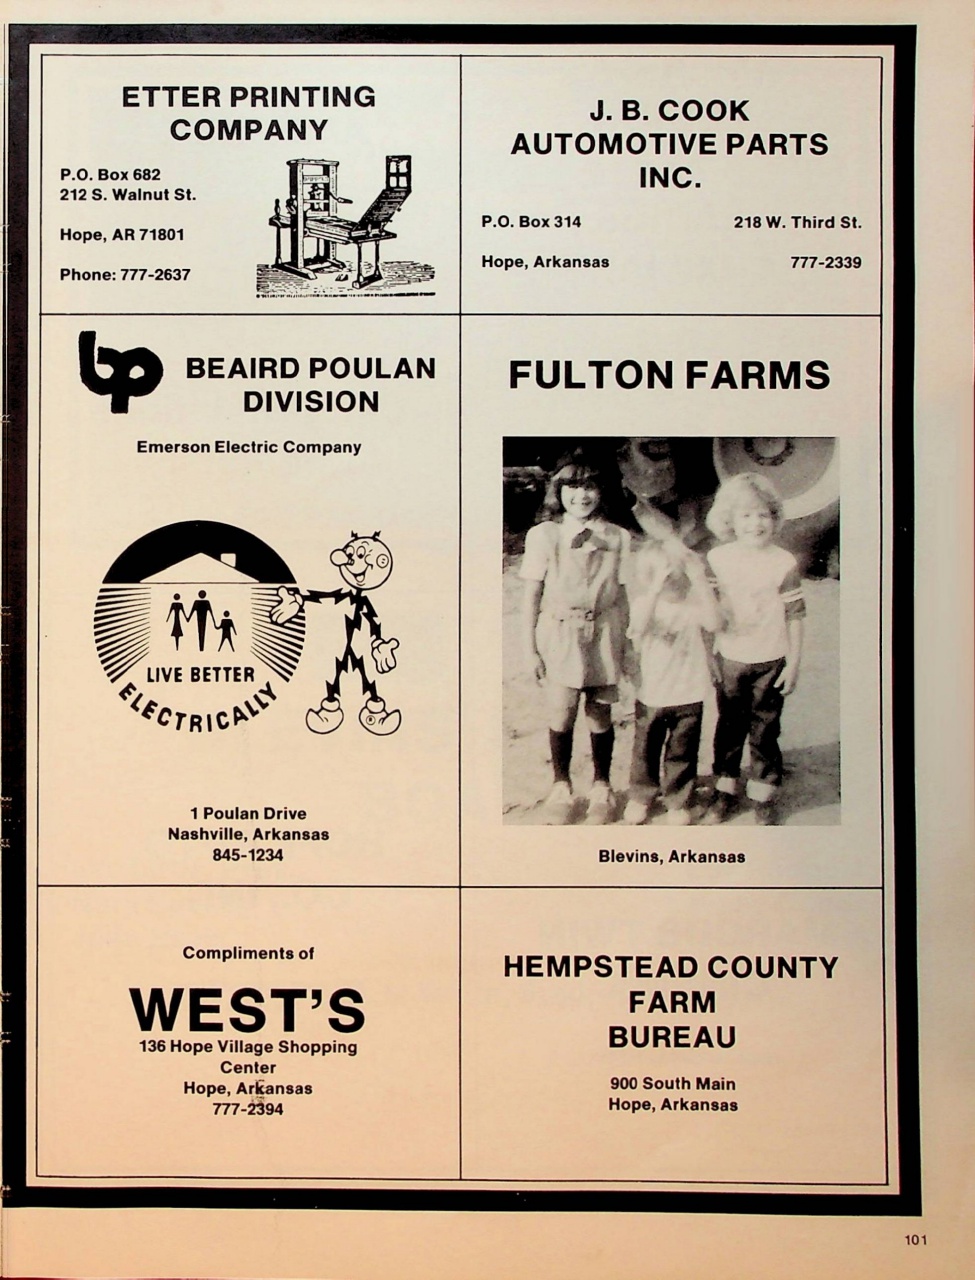 ETTER PRINTING
COMPANY
P.O. Box 682
212 S. Walnut St.
Hope, AR 71801
Phone: 777-2637
J. B. COOK
AUTOMOTIVE PARTS
INC.
P.O. Box 314
218 W. Third St.
Hope, Arkansas
777-2339
bp
BEAIRD POULAN
DIVISION
Emerson Electric Company
LIVE BETTER
ELECTRICALLY
1 Poulan Drive
Nashville, Arkansas
845-1234
FULTON FARMS
Blevins, Arkansas
Compliments of
WEST'S
136 Hope Village Shopping
Center
Hope, Arkansas
777-2394
HEMPSTEAD COUNTY
FARM
BUREAU
900 South Main
Hope, Arkansas
101